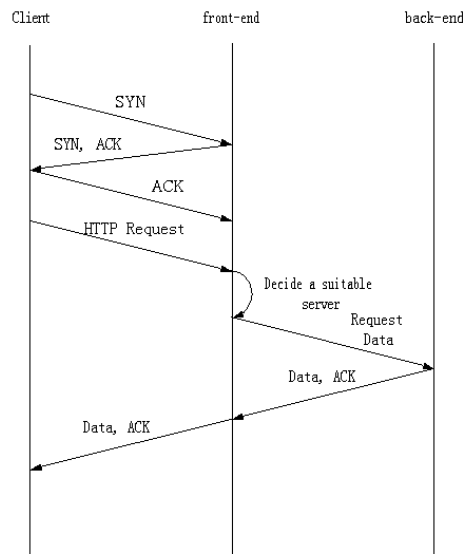 Client
front-end
back-end
SYN
SYN, ACK
ACK
HTTP Request
Decide a suitable
server
Request
Data
Data, ACK
Data, ACK